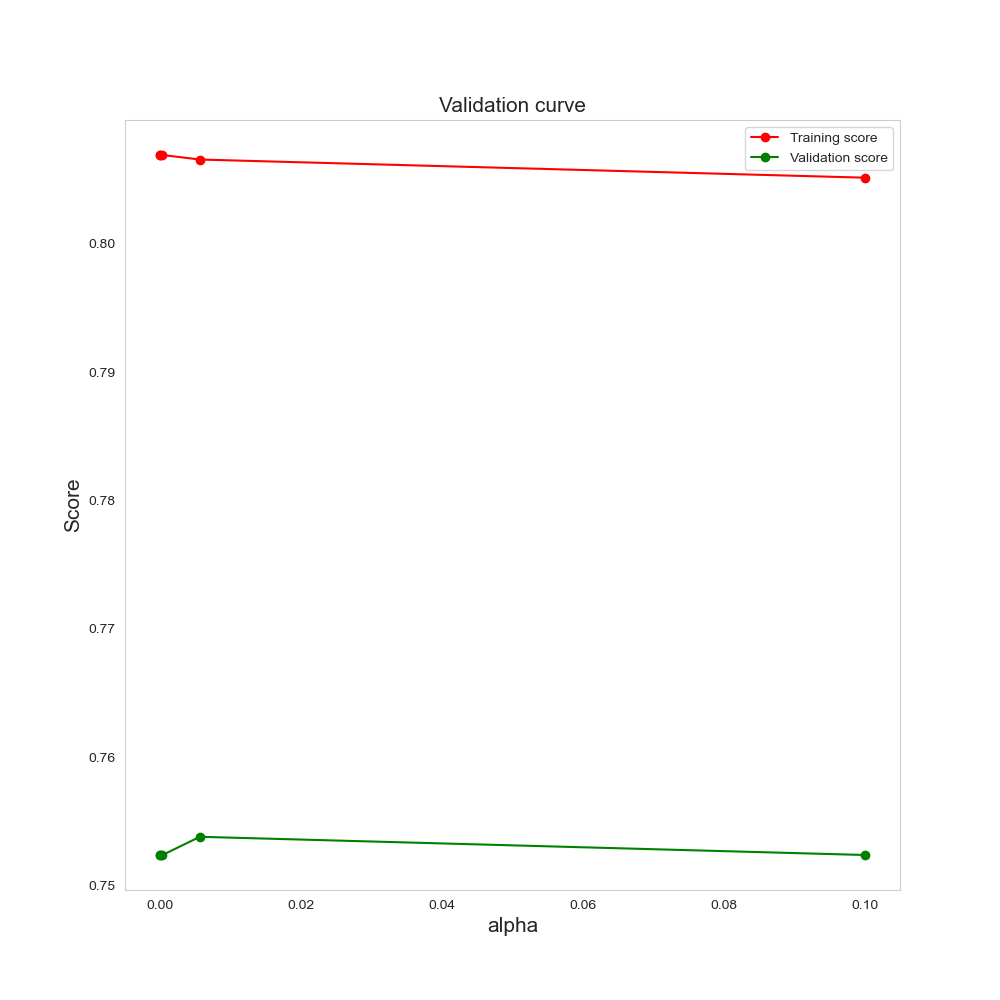 Validation curve
Training score
Validation score
0.80
0.79
0.78
0.77
0.76
0.75
Score
0.00 0.02 0.04 0.06 0.08 0.10
alpha